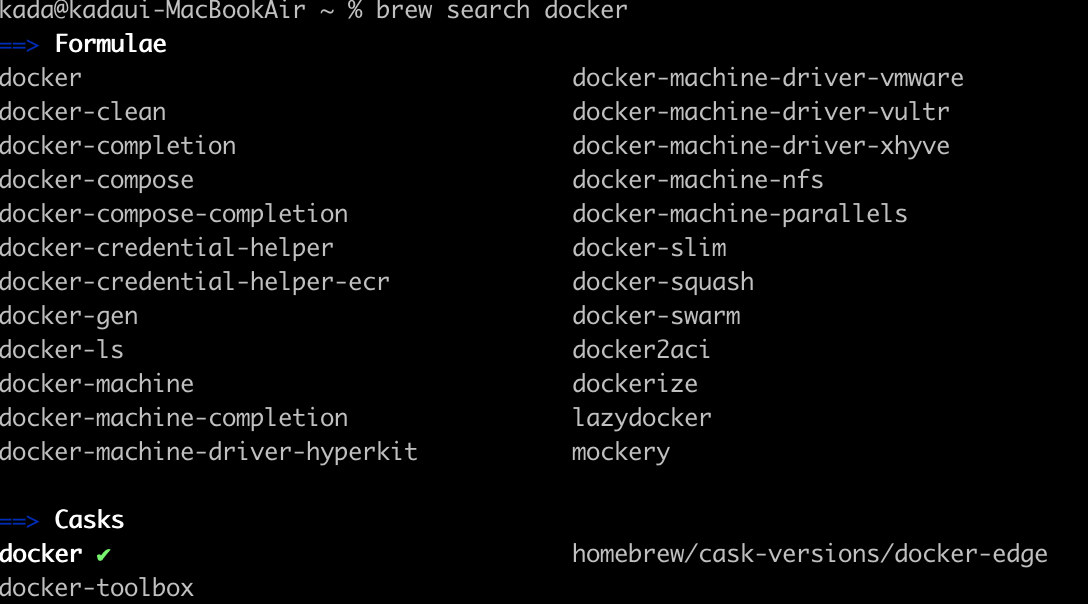 kada@kadaui-MacBookAir ~ % brew search docker
==> Formulae
docker docker-machine-driver-vmware
docker-clean docker-machine-driver-vultr
docker-completion docker-machine-driver-xhyve
docker-compose docker-machine-nfs
docker-compose-completion docker-machine-parallels
docker-credential-helper docker-slim
docker-credential-helper-ecr docker-squash
docker-gen docker-swarm
docker-ls docker2aci
docker-machine dockerize
docker-machine-completion lazydocker
docker-machine-driver-hyperkit mockery
==> Casks
docker ✔ homebrew/cask-versions/docker-edge
docker-toolbox